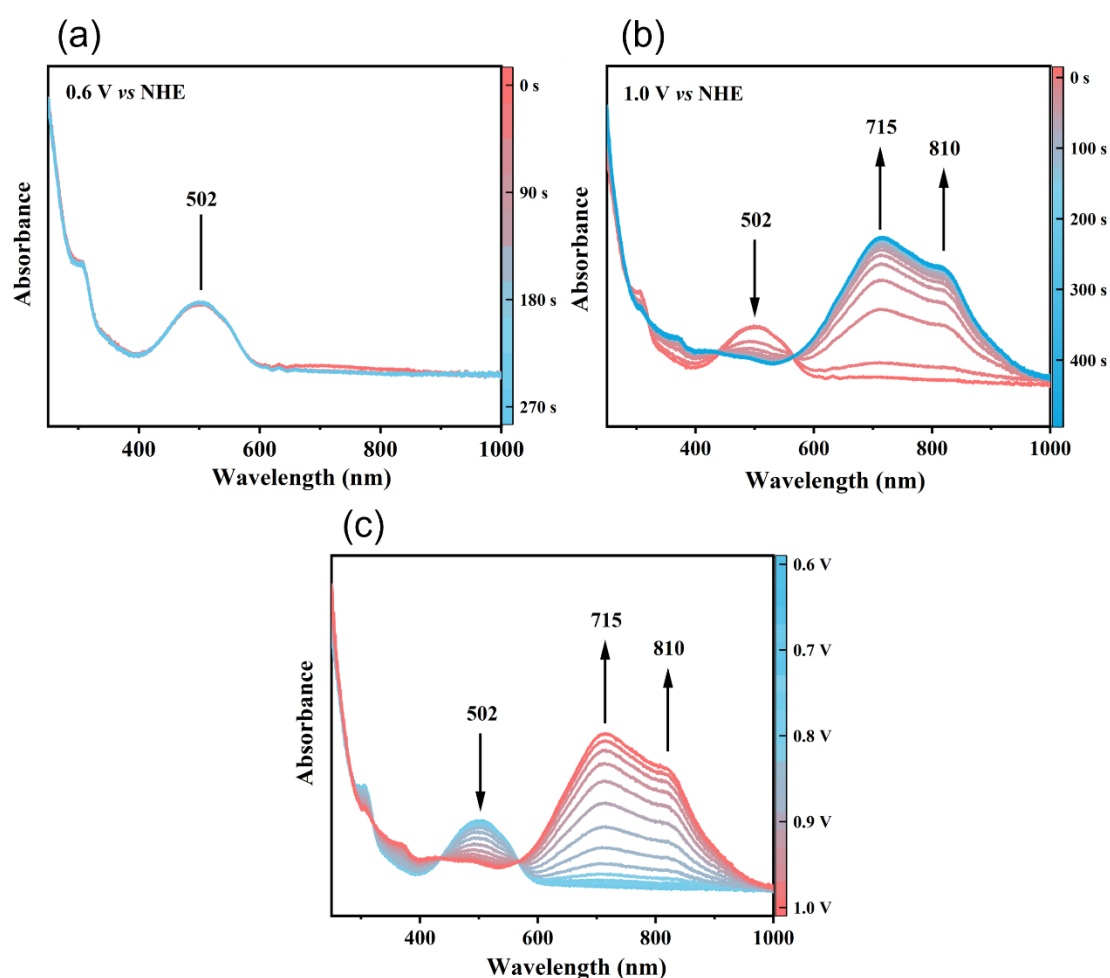 (a)
0.6 V vs NHE
502
Absorbance
400
600
800
1000
Wavelength (nm)
0 s
90 s
180 s
270 s
(b)
1.0 V vs NHE
715
810
502
Absorbance
400
600
800
1000
Wavelength (nm)
0 s
100 s
200 s
300 s
400 s
(c)
715
810
502
Absorbance
400
600
800
1000
Wavelength (nm)
0.6 V
0.7 V
0.8 V
0.9 V
1.0 V